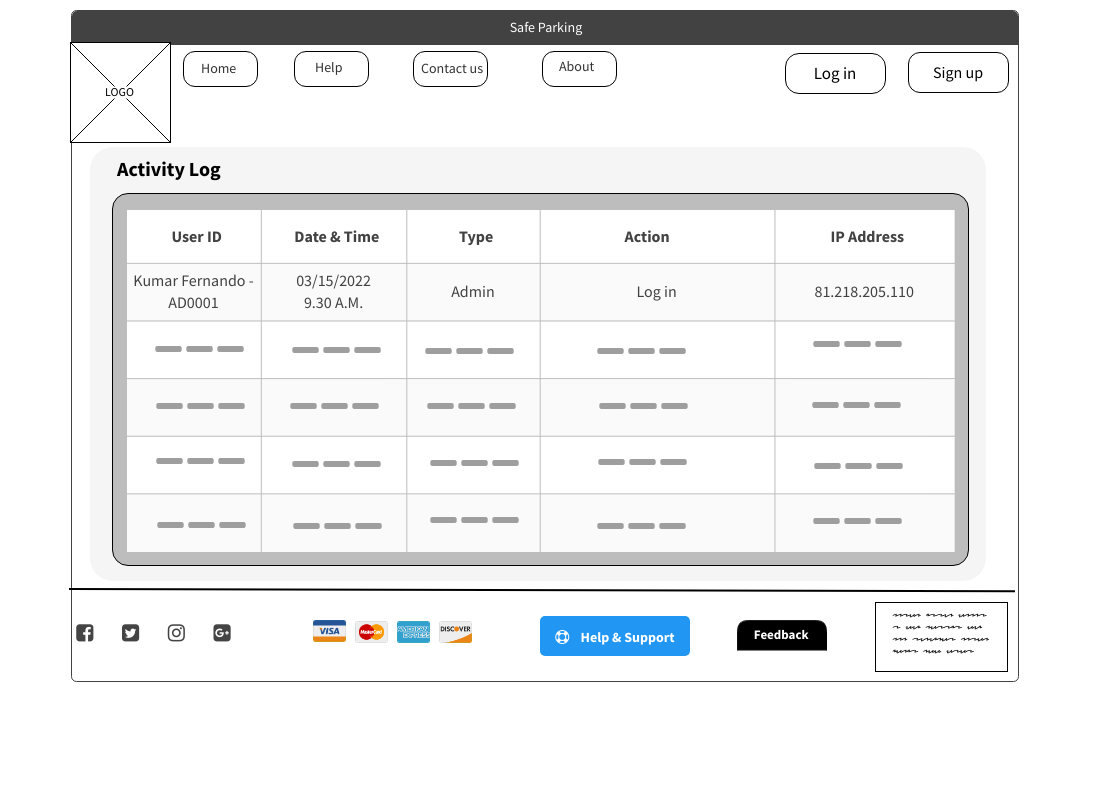 Safe Parking
LOGO
Home
Help
Contact us
About
Log in
Sign up
Activity Log
User ID
Date & Time
Type
Action
IP Address
Kumar Fernando -
AD0001
03/15/2022
9.30 A.M.
Admin
Log in
81.218.205.110
VISA
MasterCard
AMERICAN
EXPRESS
DISCOVER
Help & Support
Feedback